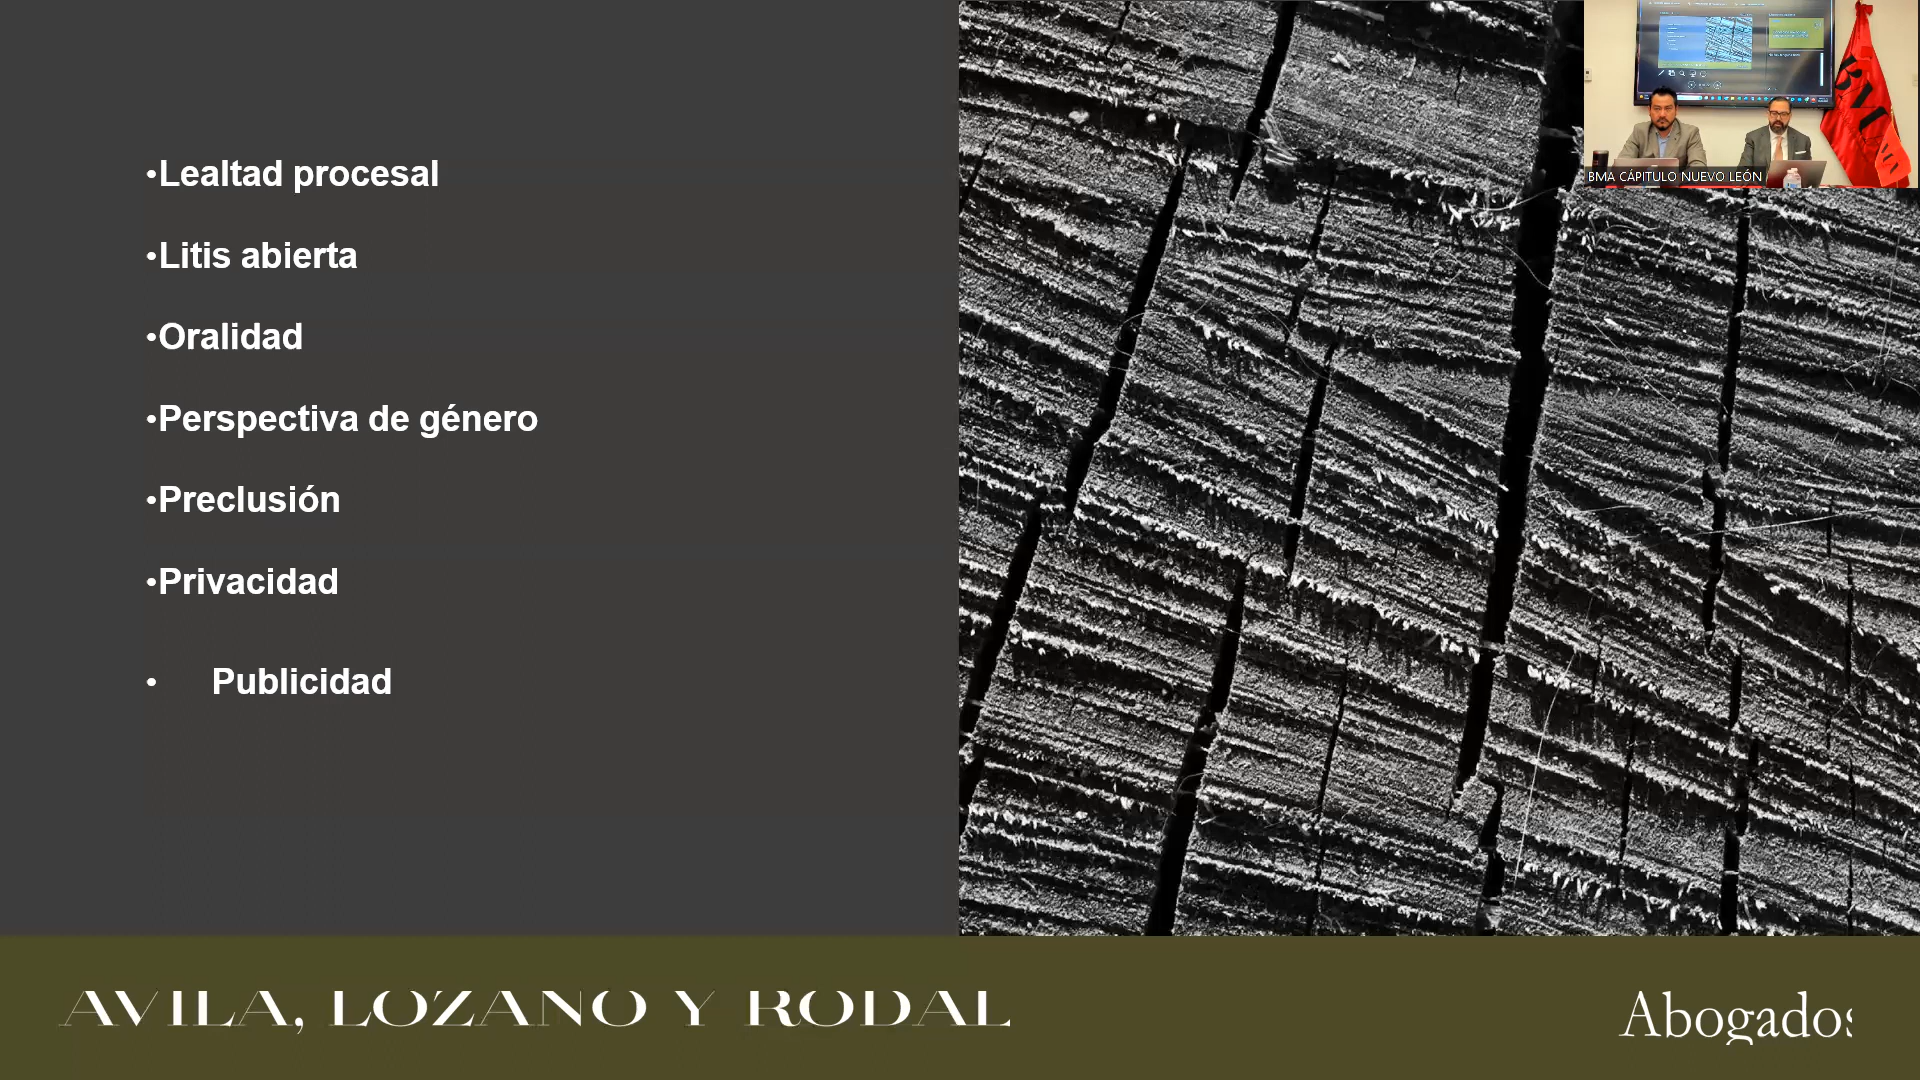 •Lealtad procesal
•Litis abierta
•Oralidad
•Perspectiva de género
•Preclusión
•Privacidad
• Publicidad
BMA CÁPITULO NUEVO LEÓN
AVILA, LOZANO Y RODAL
Abogados